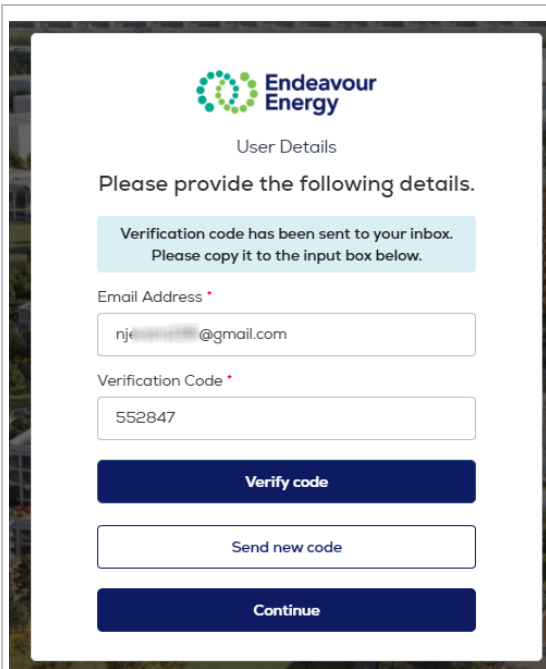 Endeavour
Energy
User Details
Please provide the following details.
Verification code has been sent to your inbox.
Please copy it to the input box below.
Email Address *
nj @gmail.com
Verification Code *
552847
Verify code
Send new code
Continue